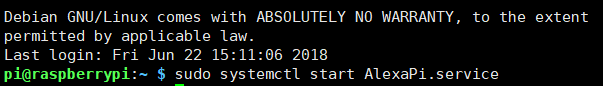 Debian GNU/Linux comes with ABSOLUTELY NO WARRANTY, to the extent
permitted by applicable law.
Last login: Fri Jun 22 15:11:06 2018
pi@raspberrypi:~ $ sudo systemctl start AlexaPi.service